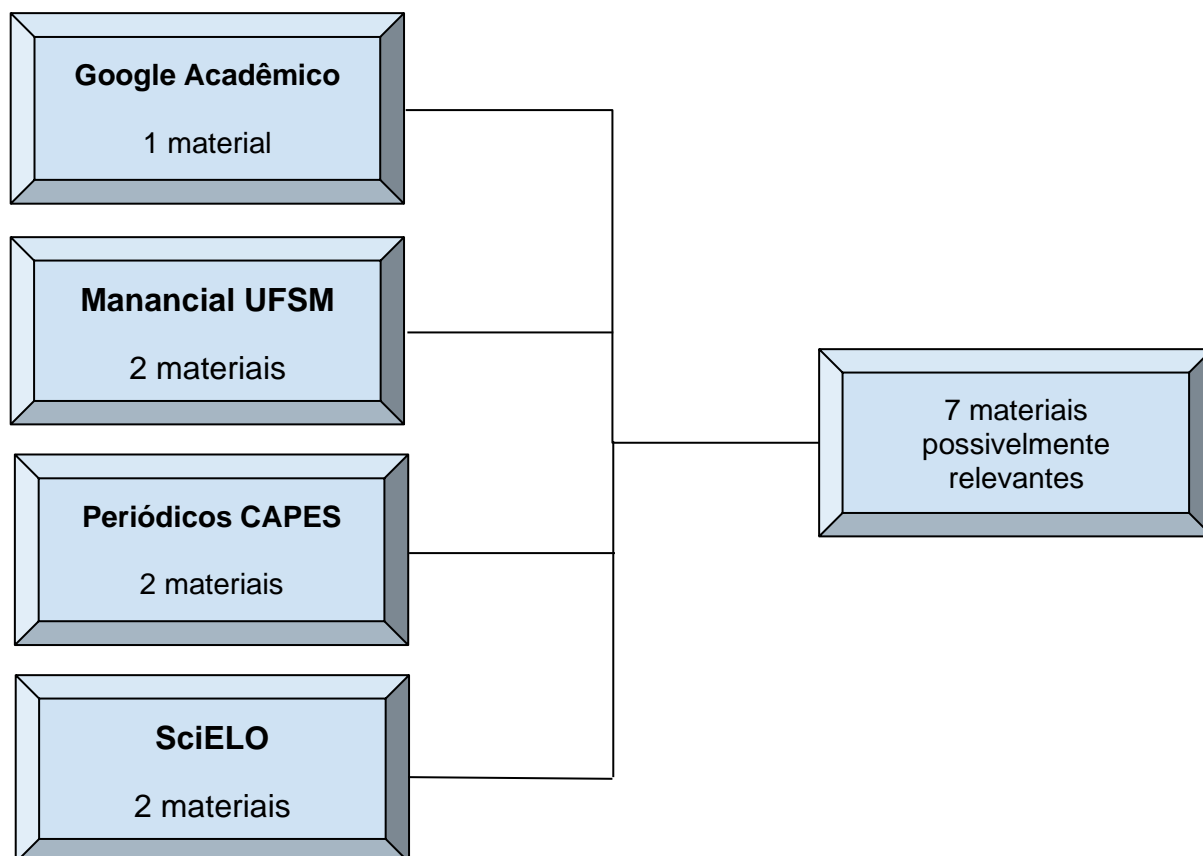 Google Acadêmico
1 material
Manancial UFSM
2 materiais
Periódicos CAPES
2 materiais
SciELO
2 materiais
7 materiais
possivelmente
relevantes